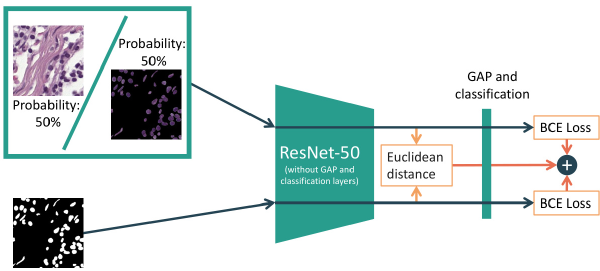 Probability:
50%
Probability:
50%
GAP and
classification
ResNet-50
(without GAP and
classification layers)
Euclidean
distance
BCE Loss
+
BCE Loss